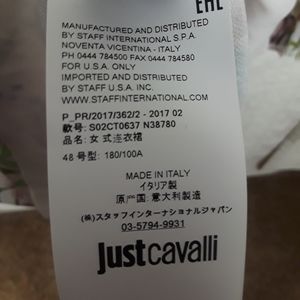 EAC
MANUFACTURED AND DISTRIBUTED
BY STAFF INTERNATIONAL S.P.A
NOVENTA VICENTINA - ITALY
PH 0444 784500 FAX 0444 784580
FOR U.S.A. ONLY
IMPORTED AND DISTRIBUTED
BY STAFF U.S.A. INC.
WWW.STAFFINTERNATIONAL.COM
P_PR/2017/362/2 - 2017 02
款号: S02CT0637 N38780
品名: 女式连衣裙
48 号型: 180/100A
MADE IN ITALY
イタリア製
原产国: 意大利制造
(株)スタッフインターナショナルジャパン
03-5794-9931
justcavalli